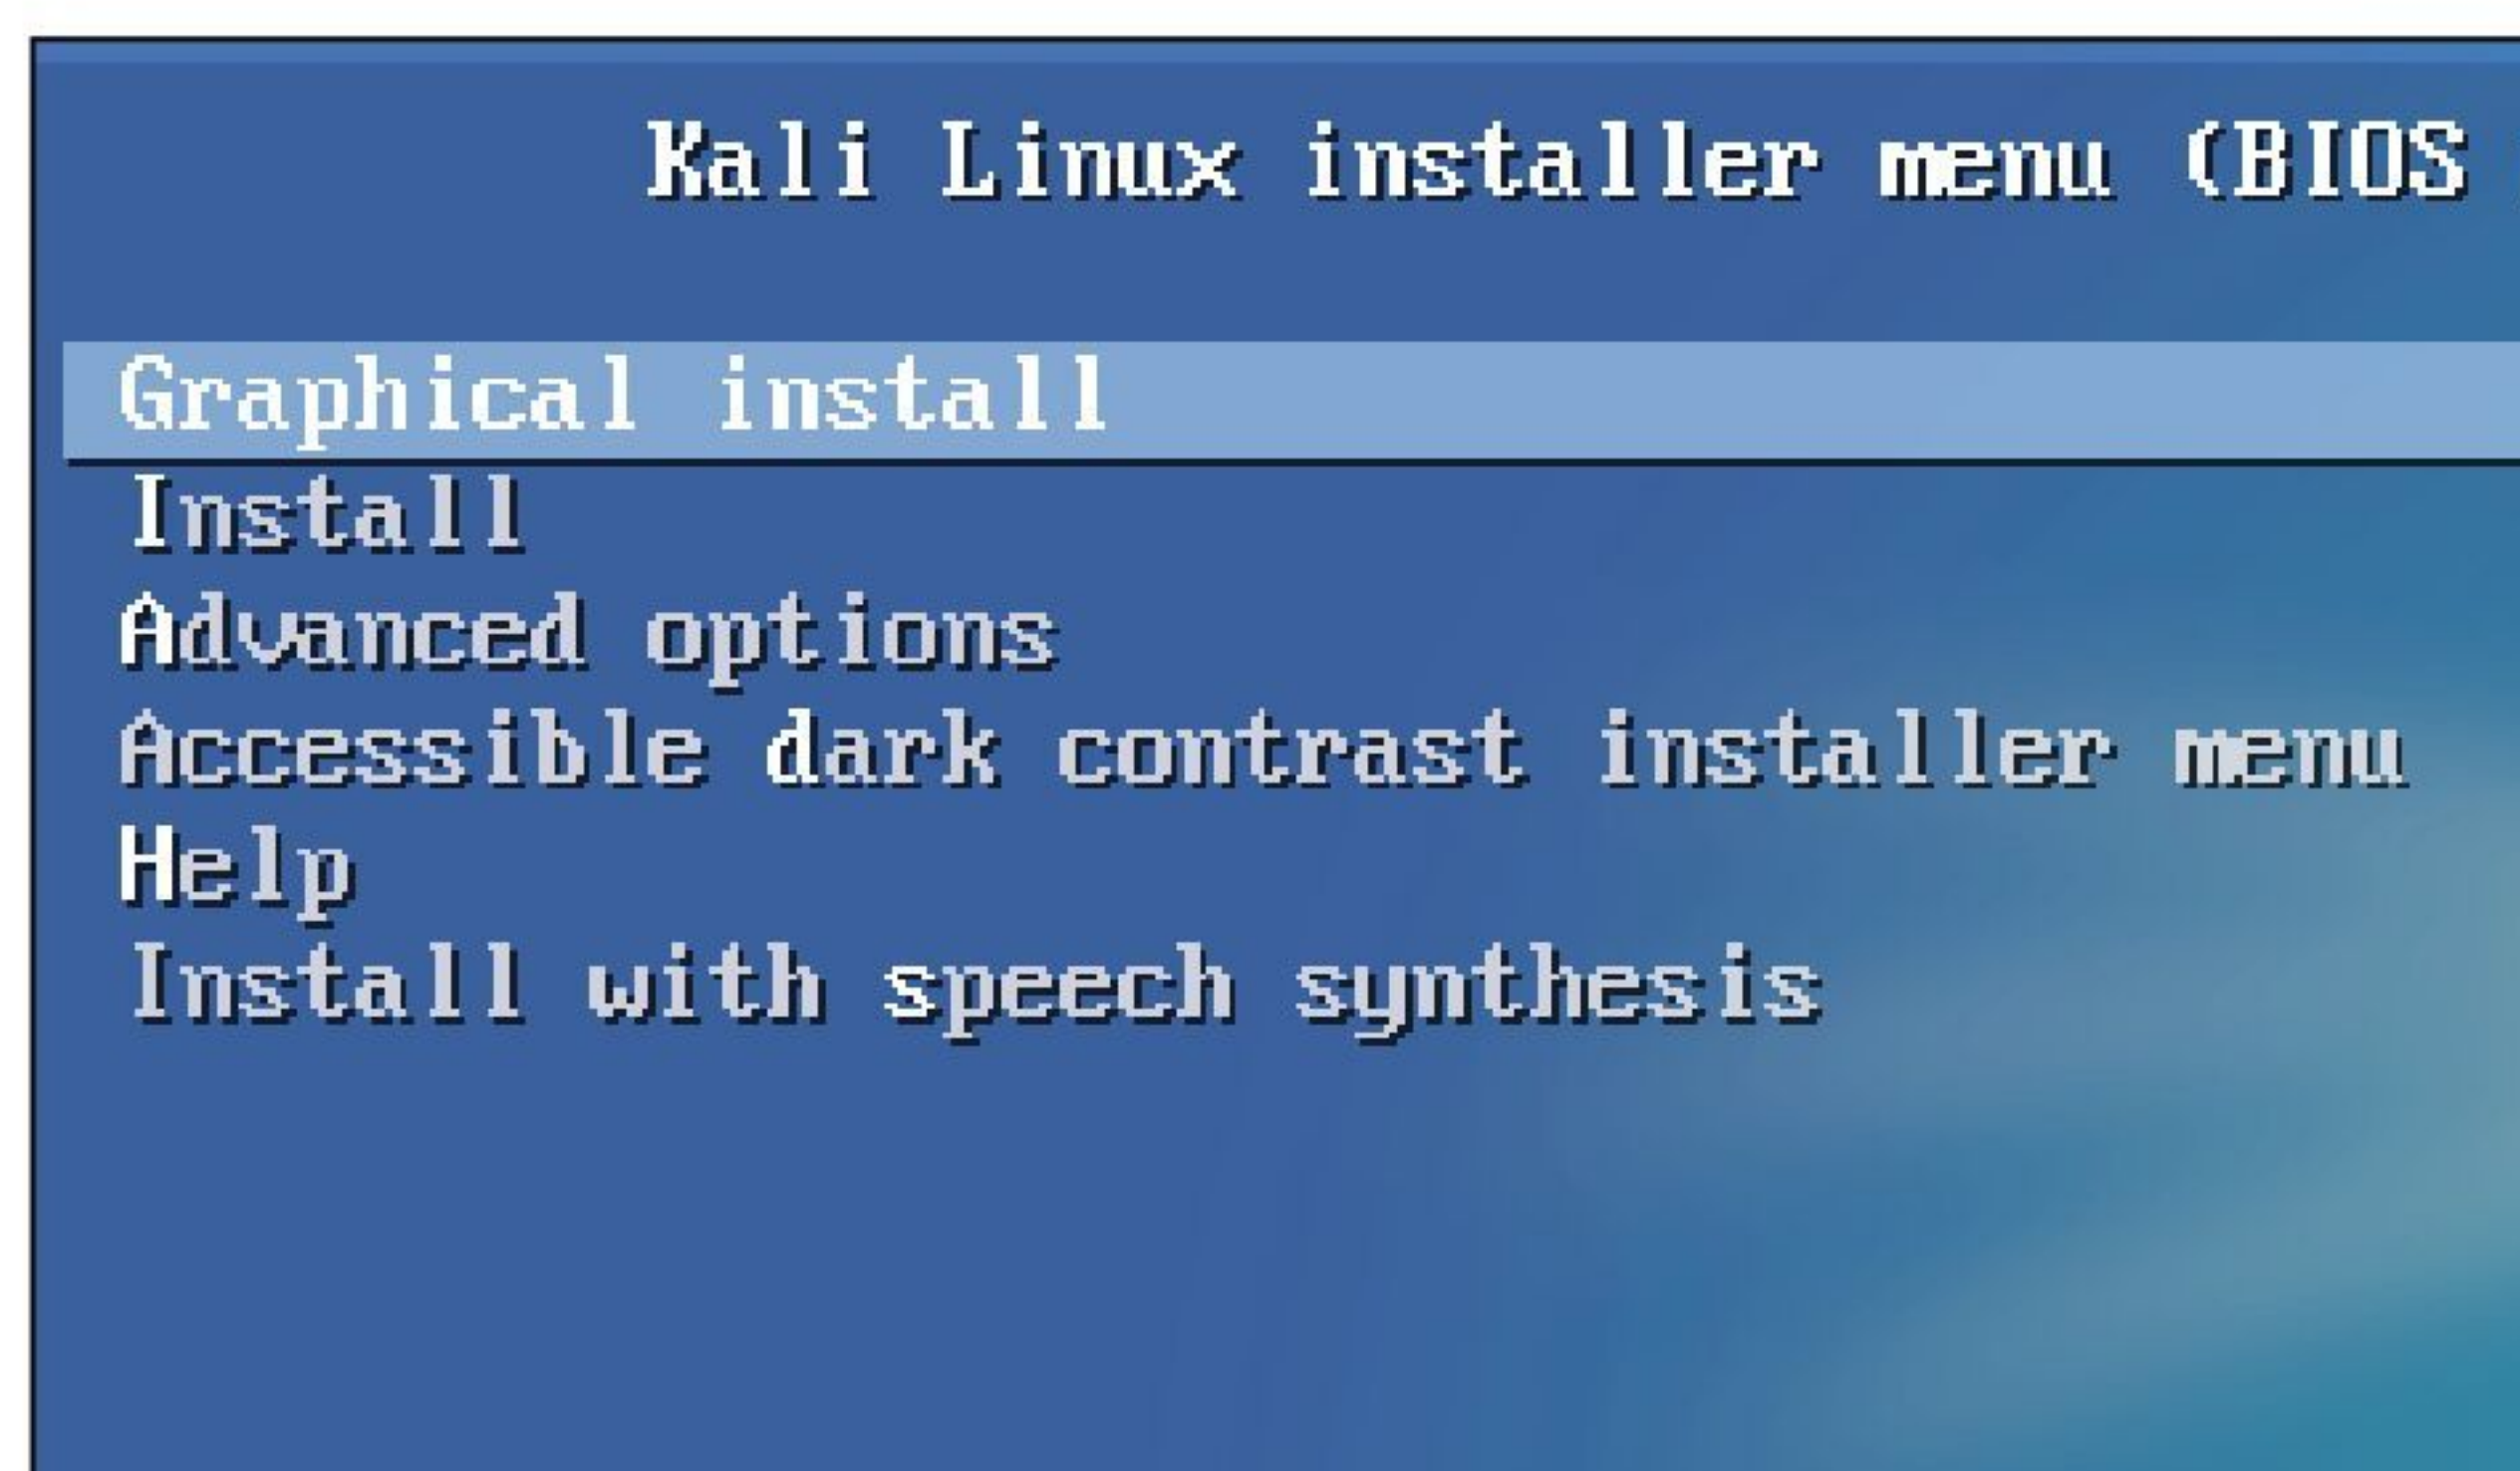 Kali Linux installer menu (BIOS
Graphical install
Install
Advanced options
Accessible dark contrast installer menu
Help
Install with speech synthesis